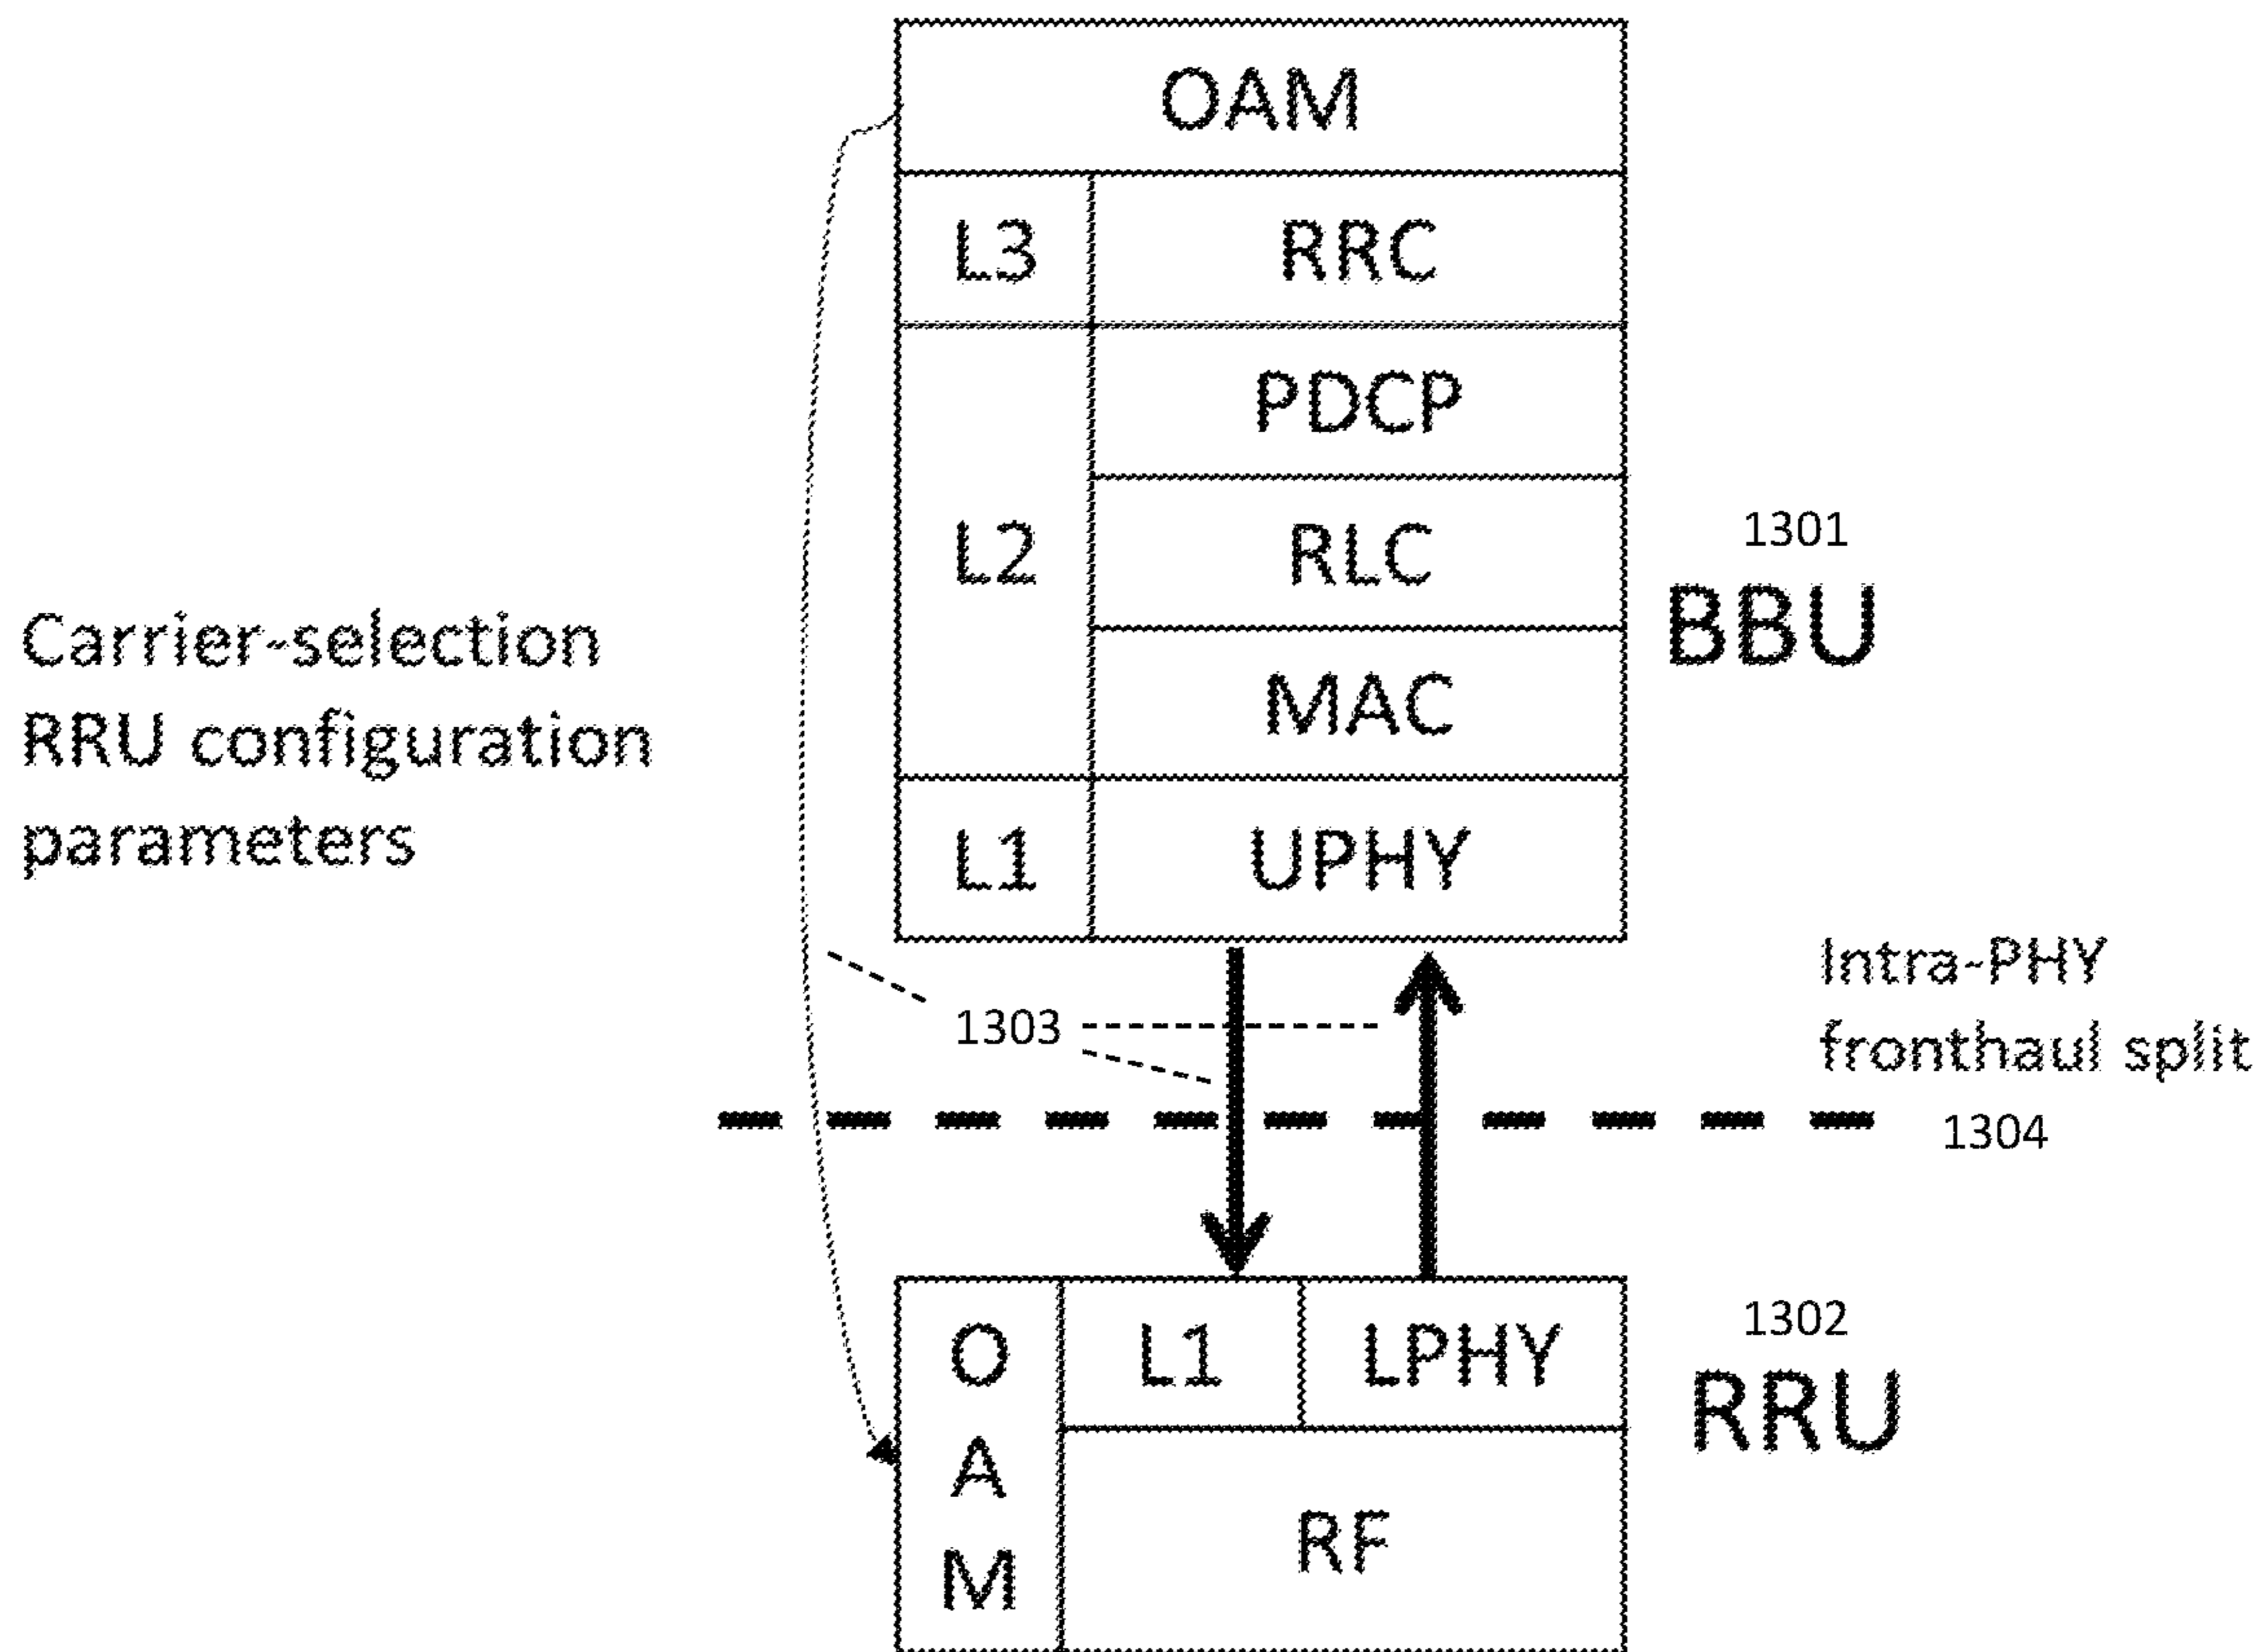 OAM
L3 RRC
L2 PDCP
RLC
MAC
L1 UPHY
1301
BBU
Carrier-selection
RRU configuration
parameters
1303
Intra-PHY
fronthaul split
1304
O
A
M
L1 LPHY
RF
1302
RRU